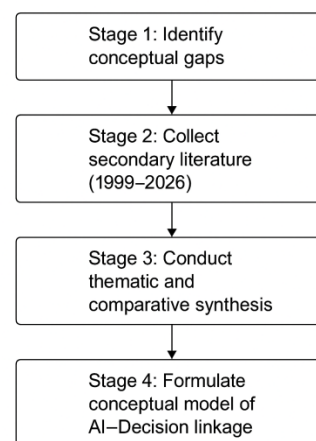 Stage 1: Identify
conceptual gaps
Stage 2: Collect
secondary literature
(1999–2026)
Stage 3: Conduct
thematic and
comparative synthesis
Stage 4: Formulate
conceptual model of
AI–Decision linkage